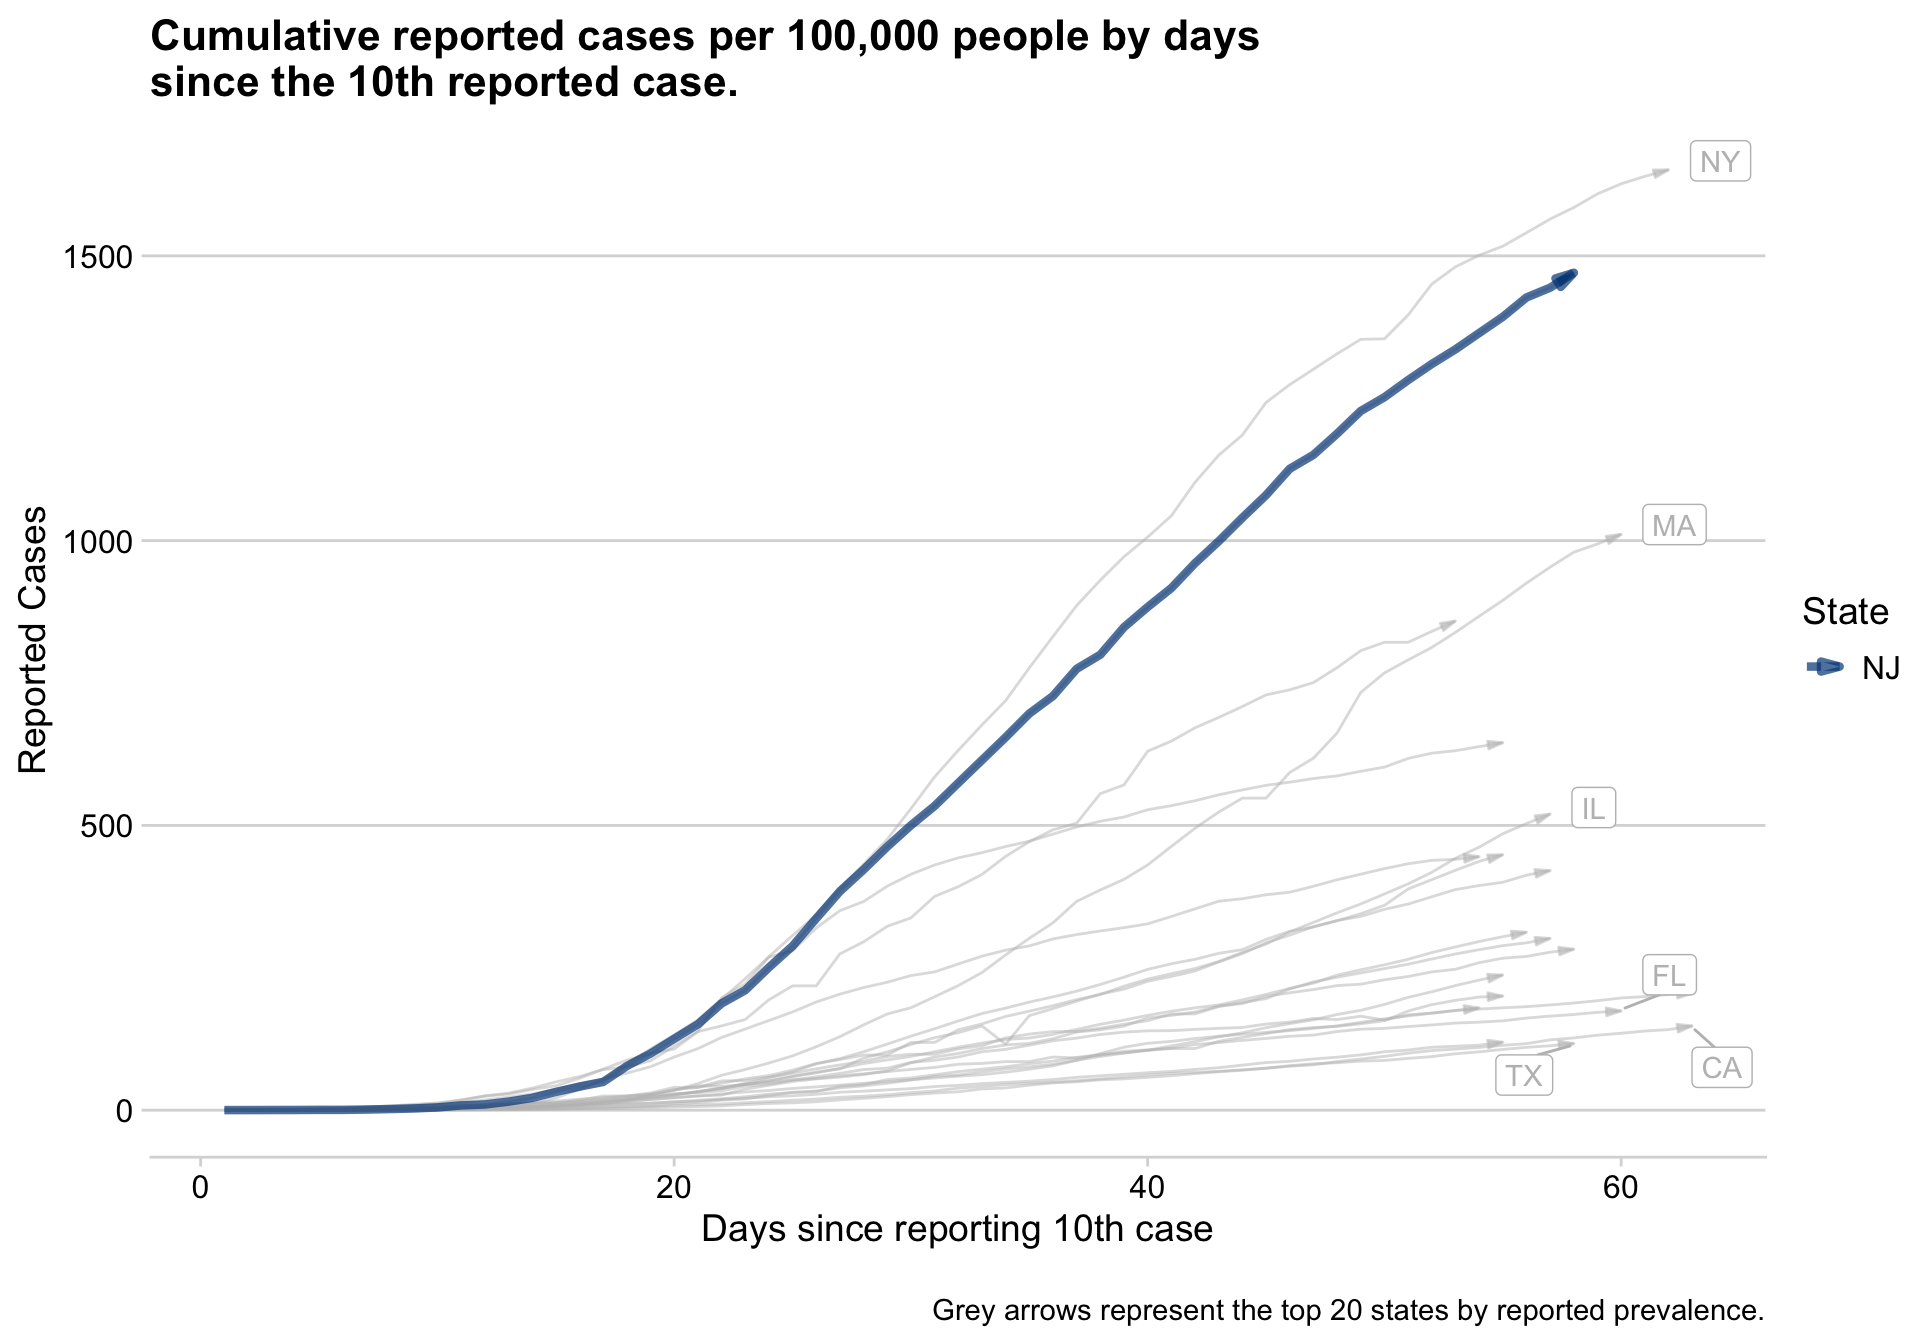 Cumulative reported cases per 100,000 people by days
since the 10th reported case.
NY
1500
MA
1000
Reported Cases
State
NJ
IL
500
FL
CA
TX
0
0 20 40 60
Days since reporting 10th case
Grey arrows represent the top 20 states by reported prevalence.